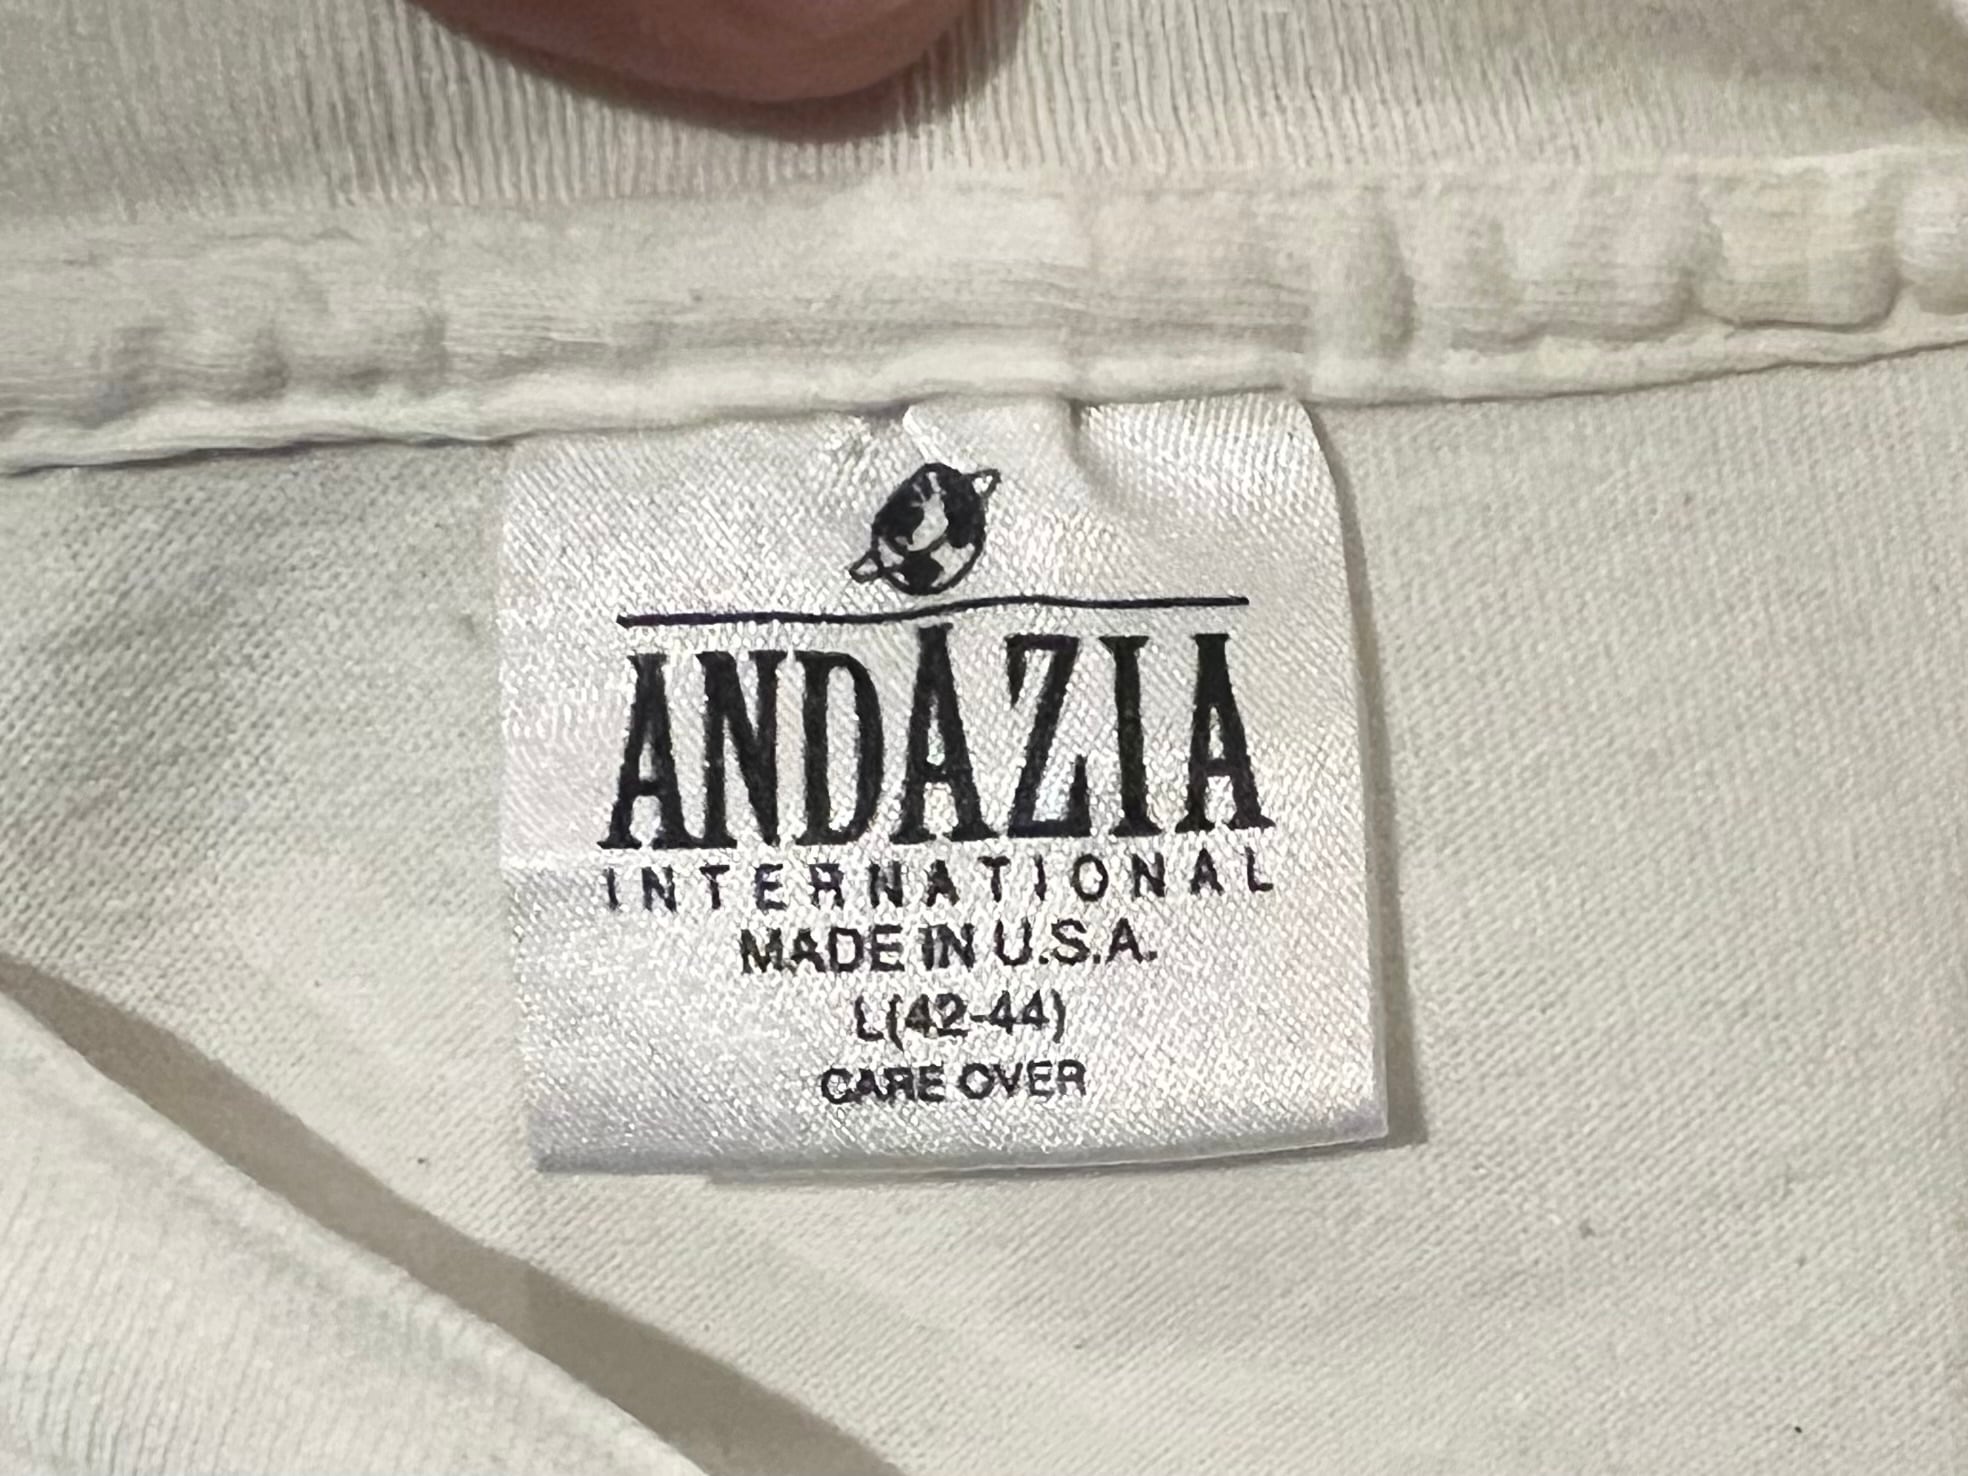 ANDAZIA
INTERNATIONAL
MADE IN U.S.A.
L(42-44)
CARE OVER